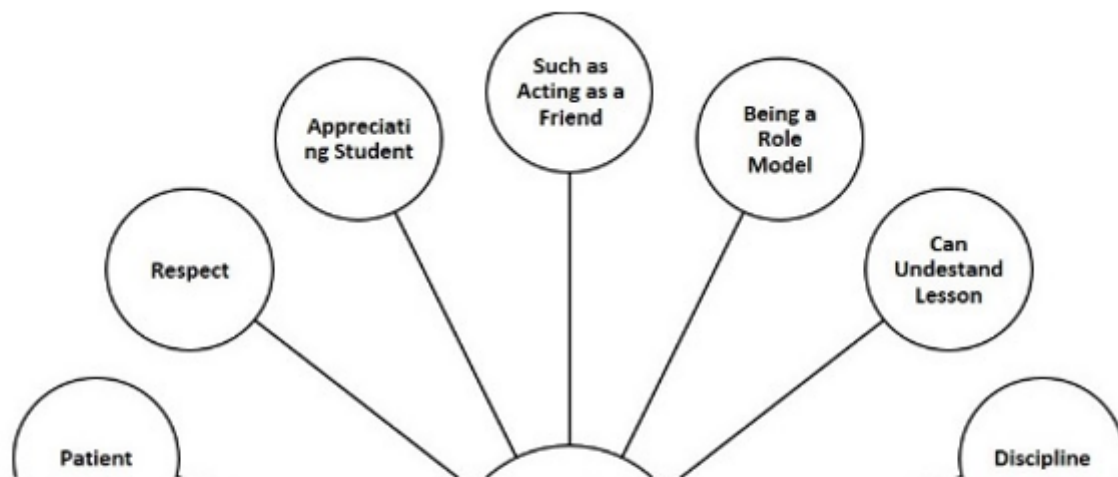 Such as
Acting as a
Friend
Appreciati
ng Student
Being a
Role
Model
Respect
Can
Undestand
Lesson
Patient
Discipline